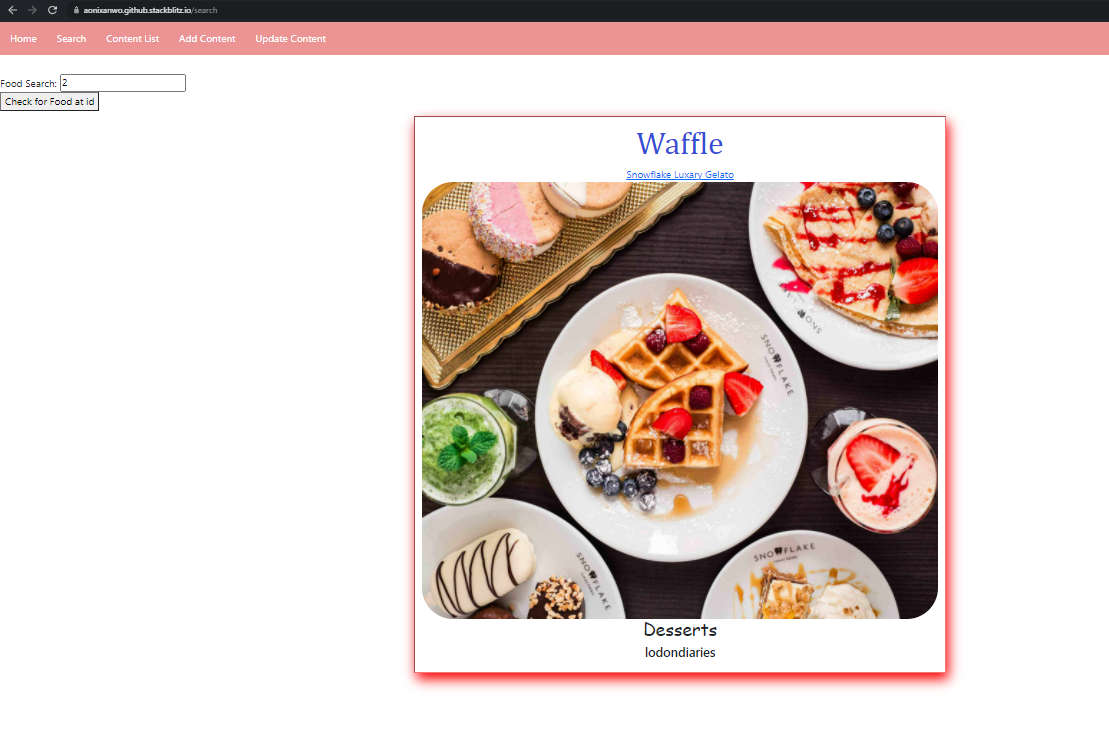 aonixanwo.github.stackblitz.io/search
Home Search Content List Add Content Update Content
Food Search: 2
Check for Food at id
Waffle
Snowflake Luxary Gelato
SNOWFLAKE
SNOWFLAKE
SNOWFLAKE
Desserts
lodondiaries